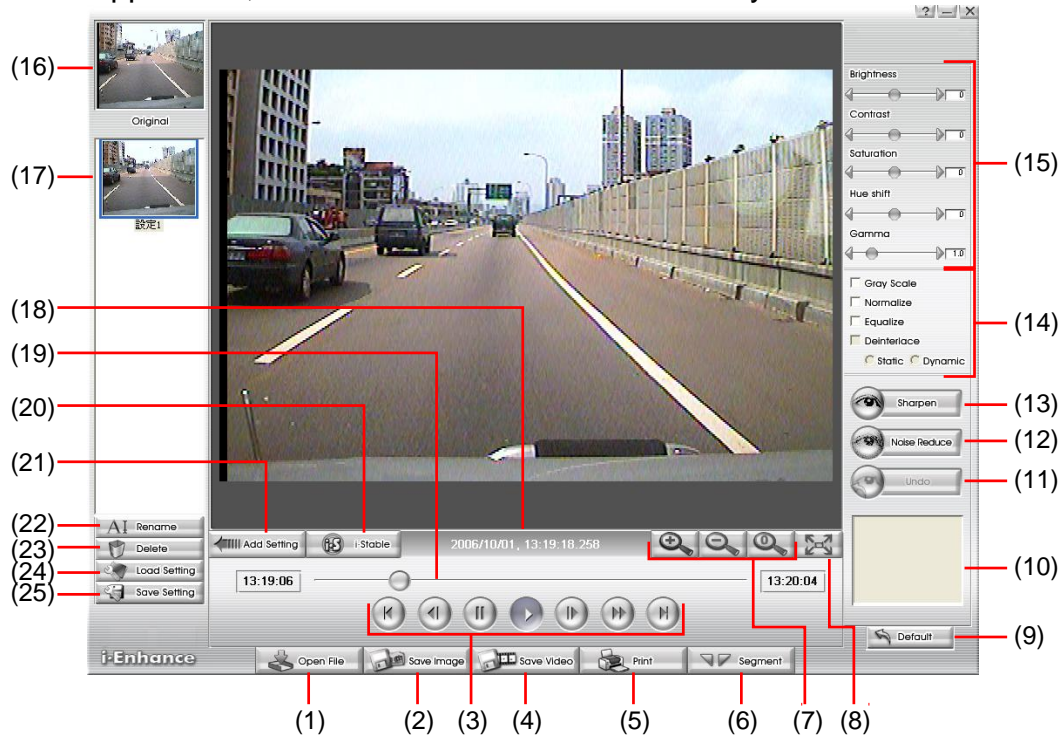 ? — X
(16)
Original
(17)
設定1
Brightness
0
Contrast
0
Saturation
0
Hue shift
0
Gamma
1.0
(15)
Gray Scale
Normalize
Equalize
Deinterlace
Static Dynamic
(14)
Sharpen
(13)
Noise Reduce
(12)
Undo
(11)
(10)
Default
(9)
(18)
(19)
(20)
(21)
(22)
Rename
(23)
Delete
(24)
Load Setting
(25)
Save Setting
Add Setting
i-S i-Stable
2006/10/01, 13:19:18.258
13:19:06
13:20:04
i-Enhance
Open File
Save Image
Save Video
Print
Segment
(1)
(2)
(3)
(4)
(5)
(6)
(7)
(8)